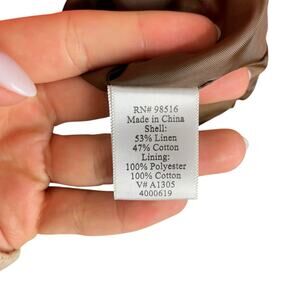 RN# 98516
Made in China
Shell:
53% Linen
47% Cotton
Lining:
100% Polyester
100% Cotton
V# A1305
4000619